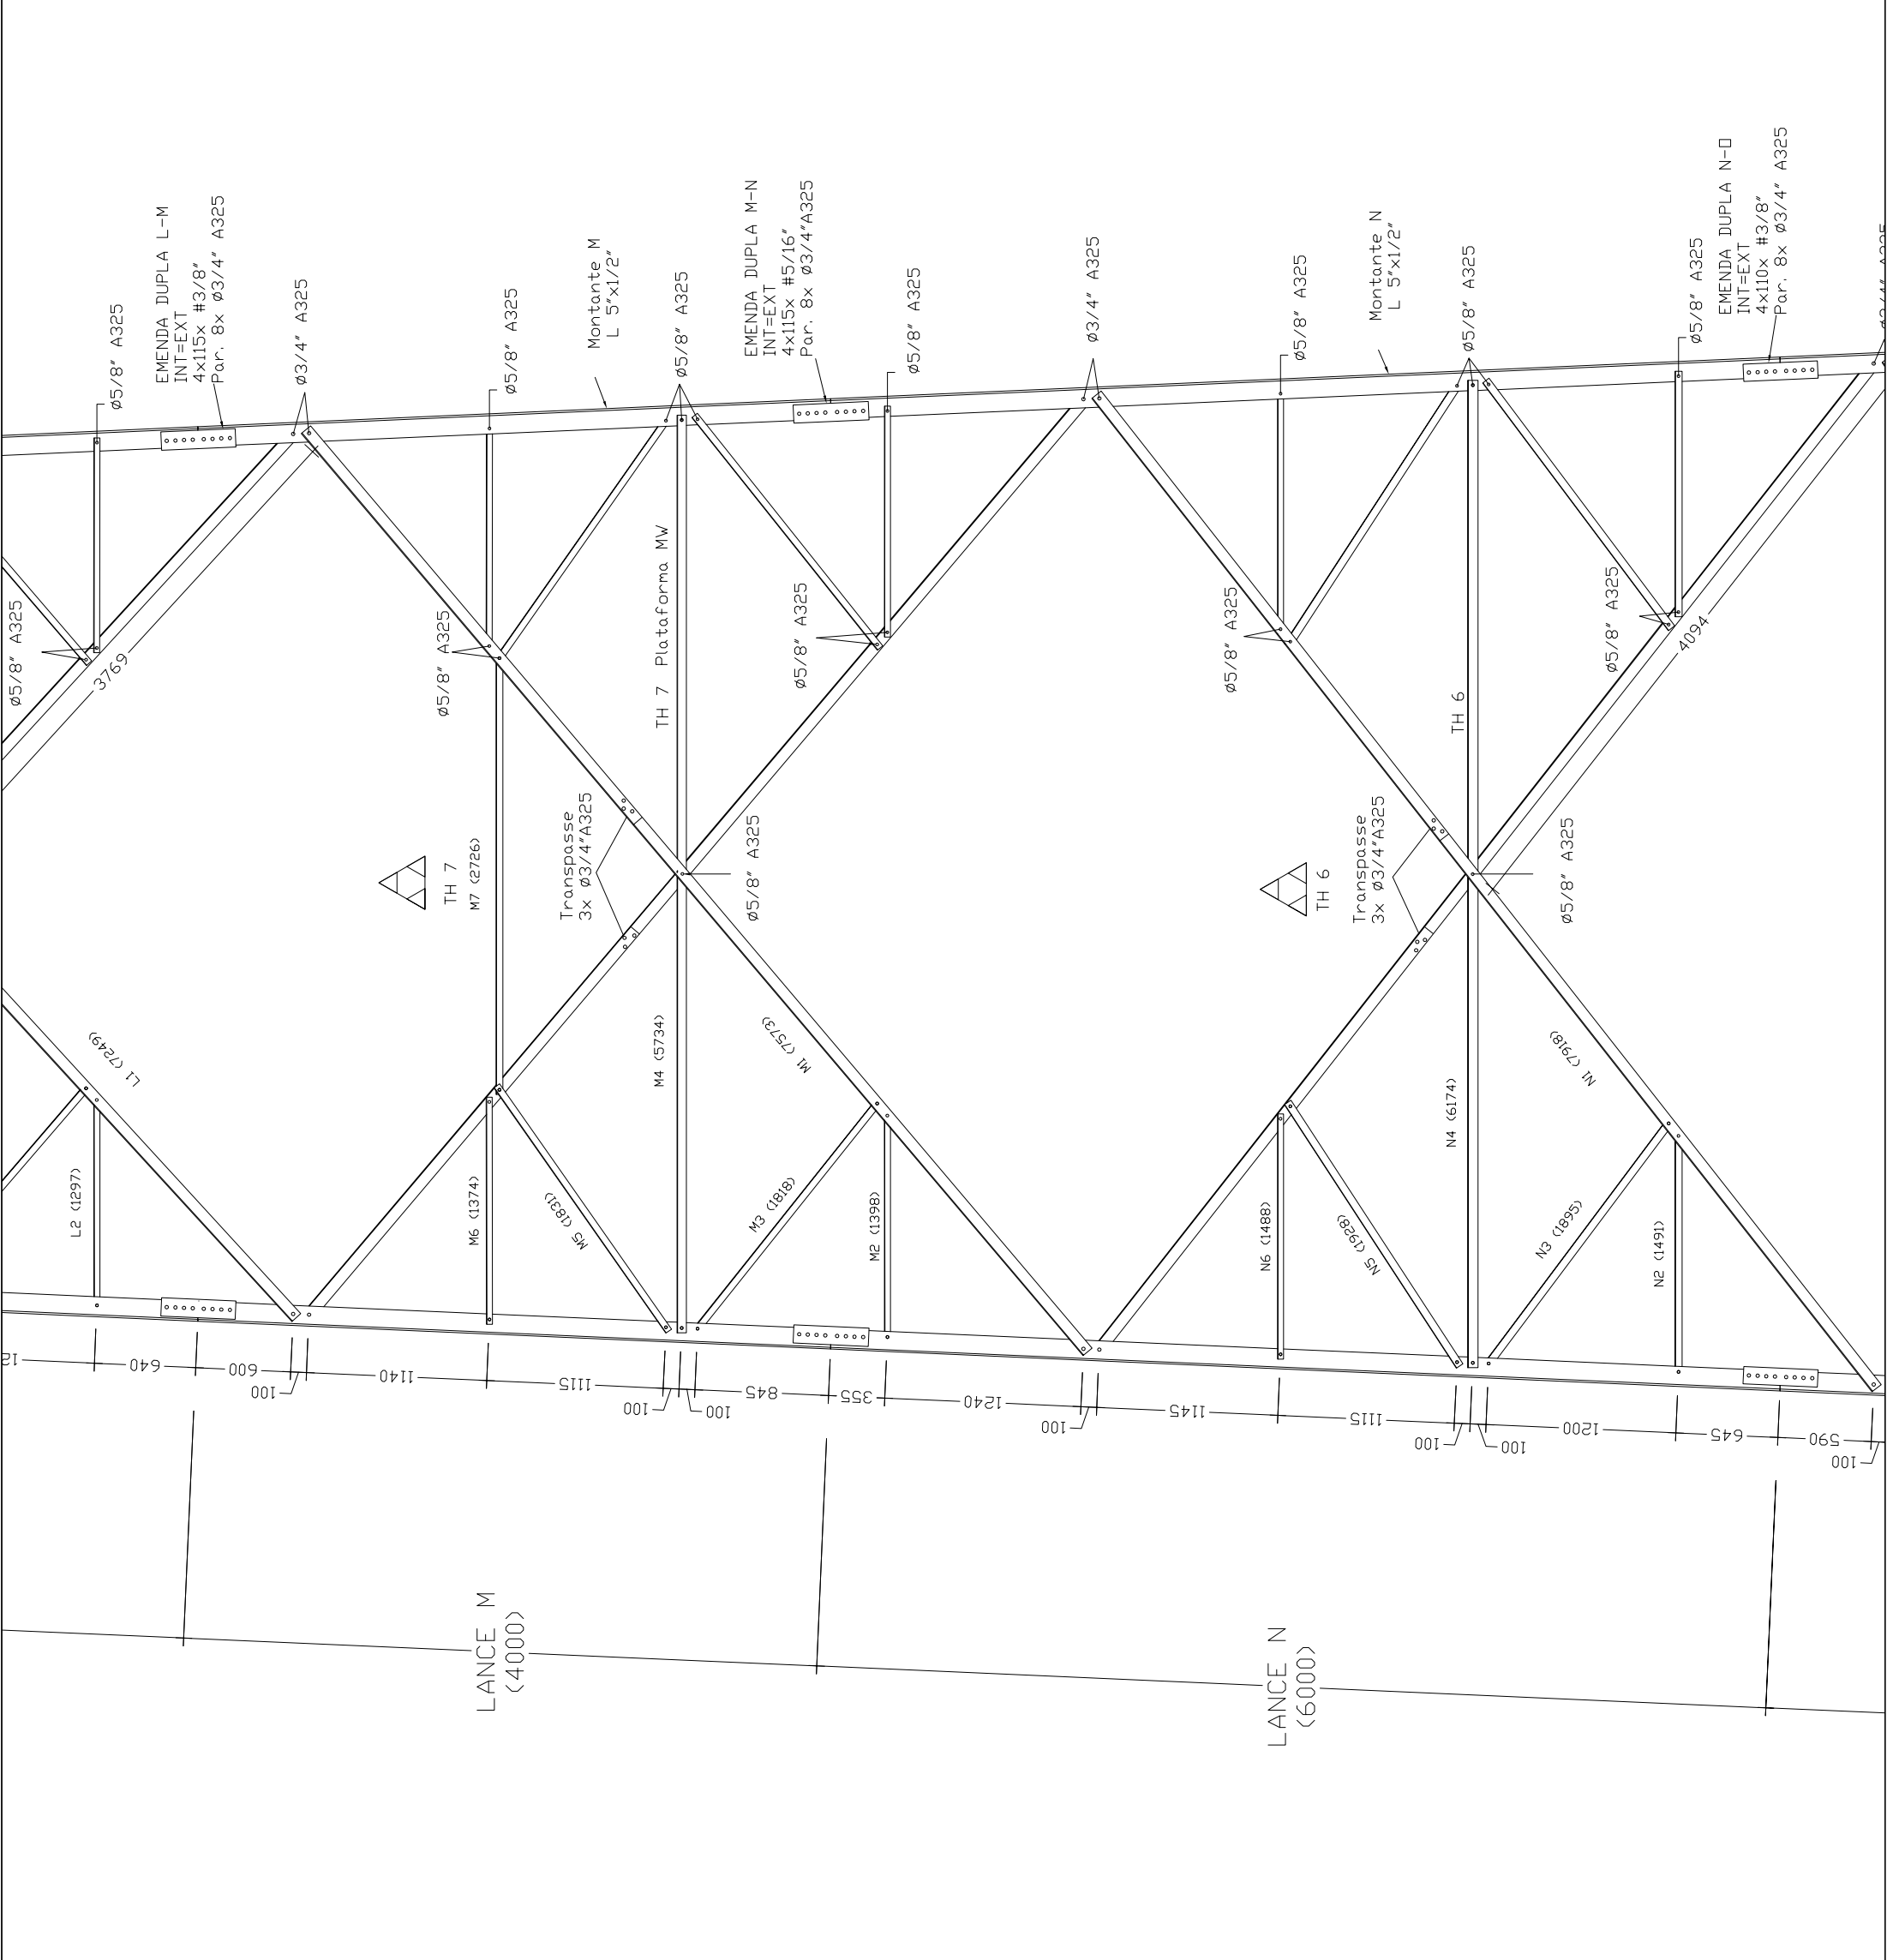 EMENDA DUPLA L-M
INT=EXT
4x115x #3/8"
Par. 8x ø3/4" A325
ø5/8" A325
ø3/4" A325
ø5/8" A325
Montante M
L 5"x1/2"
ø5/8" A325
EMENDA DUPLA M-N
INT=EXT
4x115x #5/16"
Par. 8x ø3/4"A325
ø5/8" A325
ø3/4" A325
ø5/8" A325
Montante N
L 5"x1/2"
ø5/8" A325
ø5/8" A325
EMENDA DUPLA N-O
INT=EXT
4x110x #3/8"
Par. 8x ø3/4" A325
ø3/4" A325
ø5/8" A325
3769
ø5/8" A325
TH 7 Plataforma MW
ø5/8" A325
ø5/8" A325
TH 6
ø5/8" A325
4094
TH 7
M7 (2726)
Transpasse
3x ø3/4"A325
ø5/8" A325
TH 6
Transpasse
3x ø3/4"A325
ø5/8" A325
L1 (7249)
M4 (5734)
M1 (7573)
N4 (6174)
N1 (7918)
L2 (1297)
M6 (1374)
M5 (1831)
M3 (1818)
M2 (1398)
N6 (1488)
N5 (1928)
N3 (1895)
N2 (1491)
640
600
100
1140
1115
100
100
845
355
1240
100
1145
1115
100
100
1200
645
590
100
LANCE M
(4000)
LANCE N
(6000)